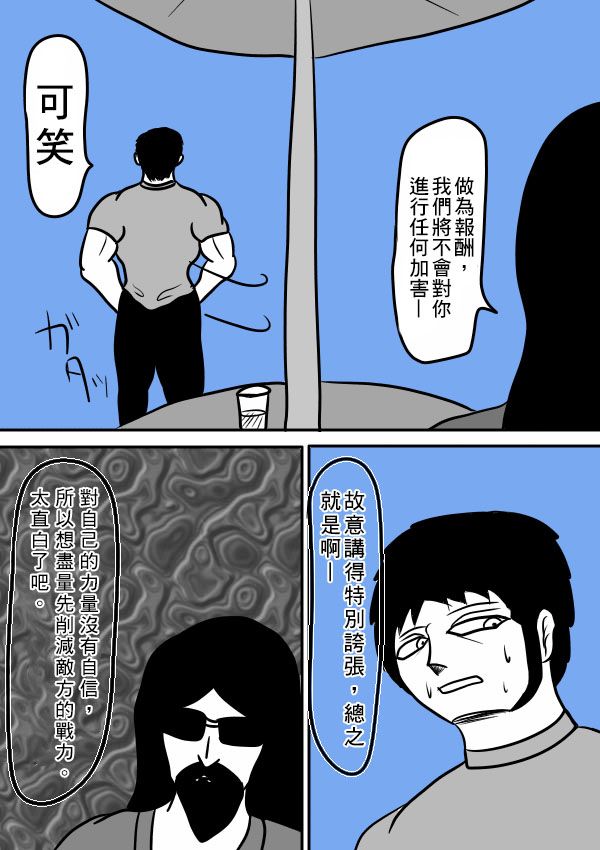 做為報酬，
我們將不會對你
進行任何加害—
可笑
ガタッ
故意講得特別誇張，總之
就是啊—
對自己的力量沒有自信，
所以想盡量先削減敵方的戰力。
太直白了吧。